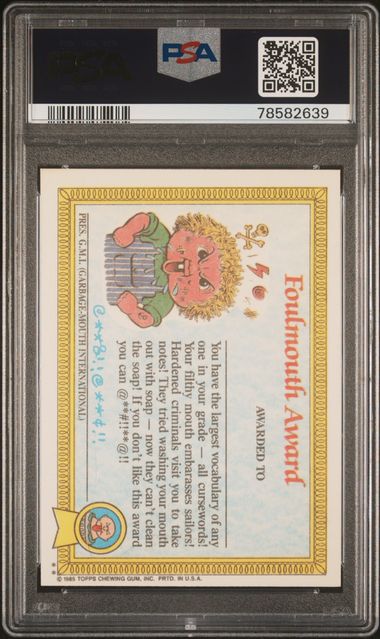 PSA
PSA
78582639
Foulmouth Award
AWARDED TO
You have the largest vocabulary of any
one in your grade — all cursewords!
Your filthy mouth embarasses sailors!
Hardened criminals visit you to take
notes! They tried washing your mouth
out with soap — now they can't clean
the soap! If you don't like this award
you can @**#!!**@!!
@**&!;@**¢!!
PRES. G.M.I. (GARBAGE-MOUTH INTERNATIONAL)
**
© 1985 TOPPS CHEWING GUM, INC. PRTD. IN U.S.A.